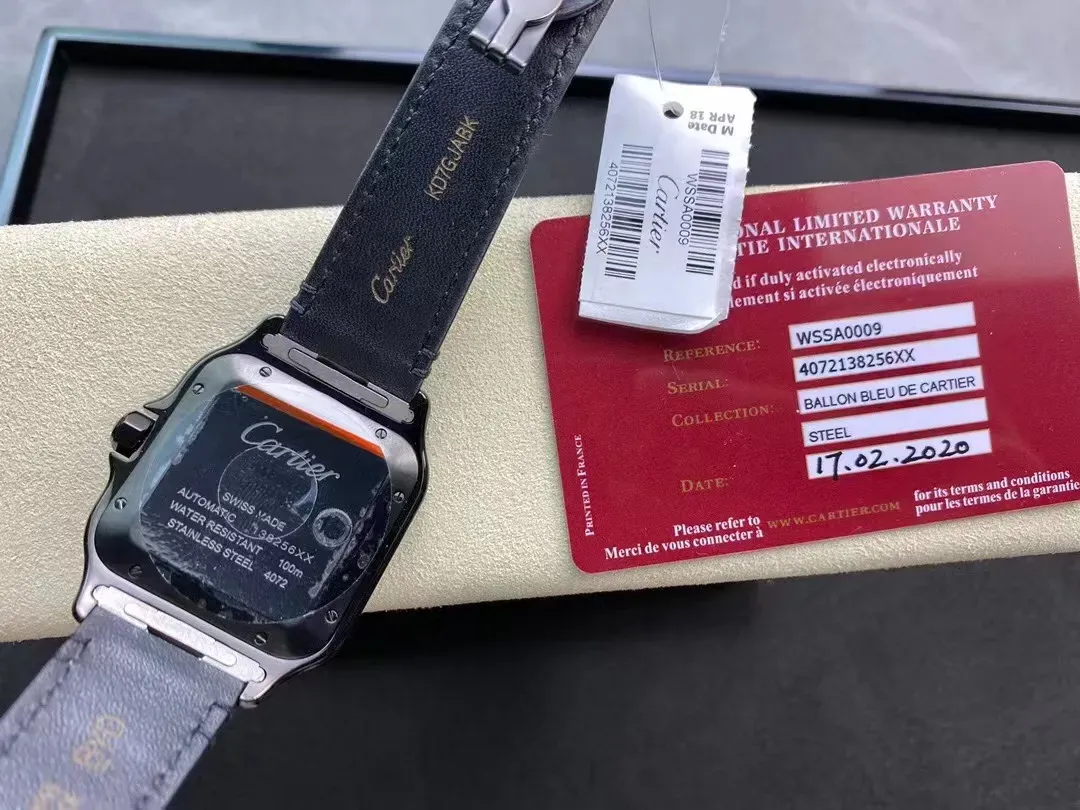 KD7GJABK
Cartier
M Date
APR 18
WSSA0009
Cartier
4072138256XX
ONAL LIMITED WARRANTY
TIE INTERNATIONALE
d if duly activated electronically
lement si activée électroniquement
REFERENCE: WSSA0009
SERIAL: 4072138256XX
COLLECTION: BALLON BLEU DE CARTIER
STEEL
DATE: 17.02.2020
PRINTED IN FRANCE
Please refer to WWW.CARTIER.COM for its terms and conditions
Merci de vous connecter à pour les termes de la garantie
Cartier
SWISS MADE
AUTOMATIC 138256XX
WATER RESISTANT 100m
STAINLESS STEEL 4072